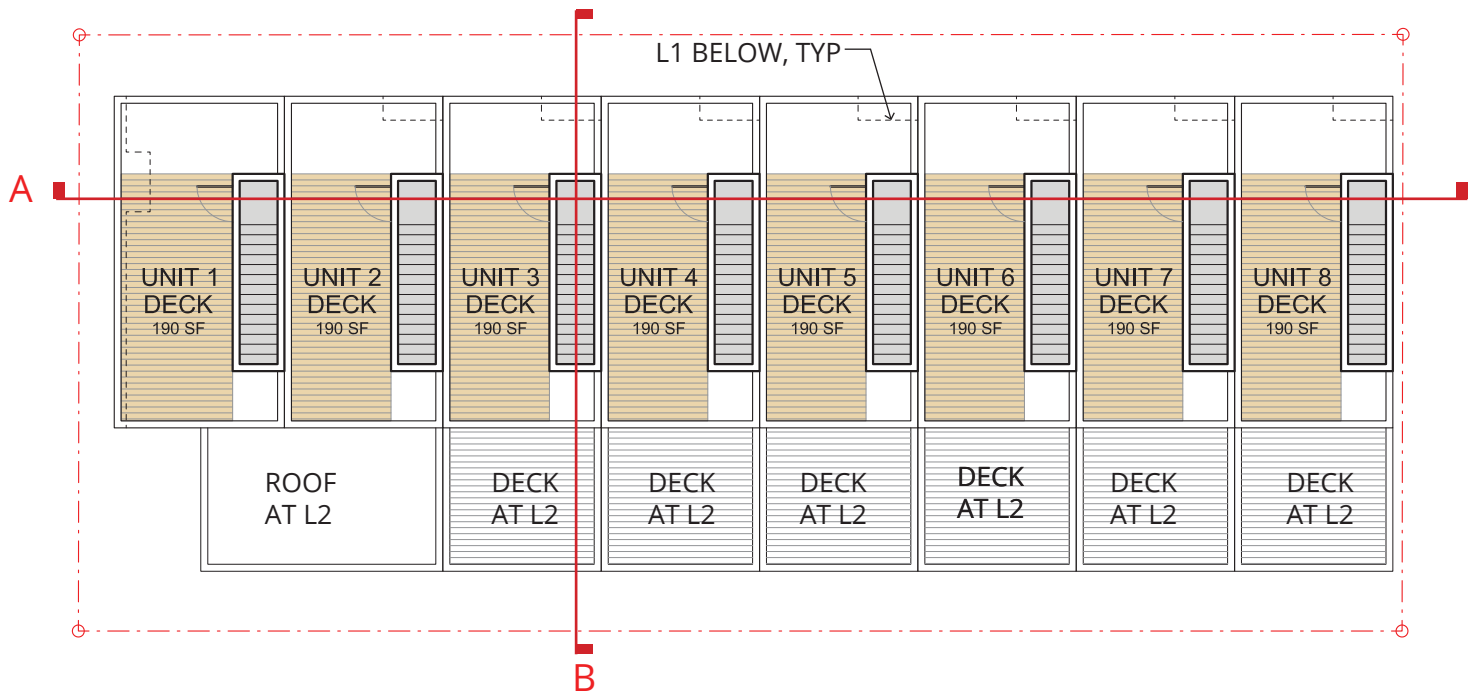 L1 BELOW, TYP
A
UNIT 1
DECK
190 SF
UNIT 2
DECK
190 SF
UNIT 3
DECK
190 SF
UNIT 4
DECK
190 SF
UNIT 5
DECK
190 SF
UNIT 6
DECK
190 SF
UNIT 7
DECK
190 SF
UNIT 8
DECK
190 SF
ROOF
AT L2
DECK
AT L2
DECK
AT L2
DECK
AT L2
DECK
AT L2
DECK
AT L2
DECK
AT L2
B